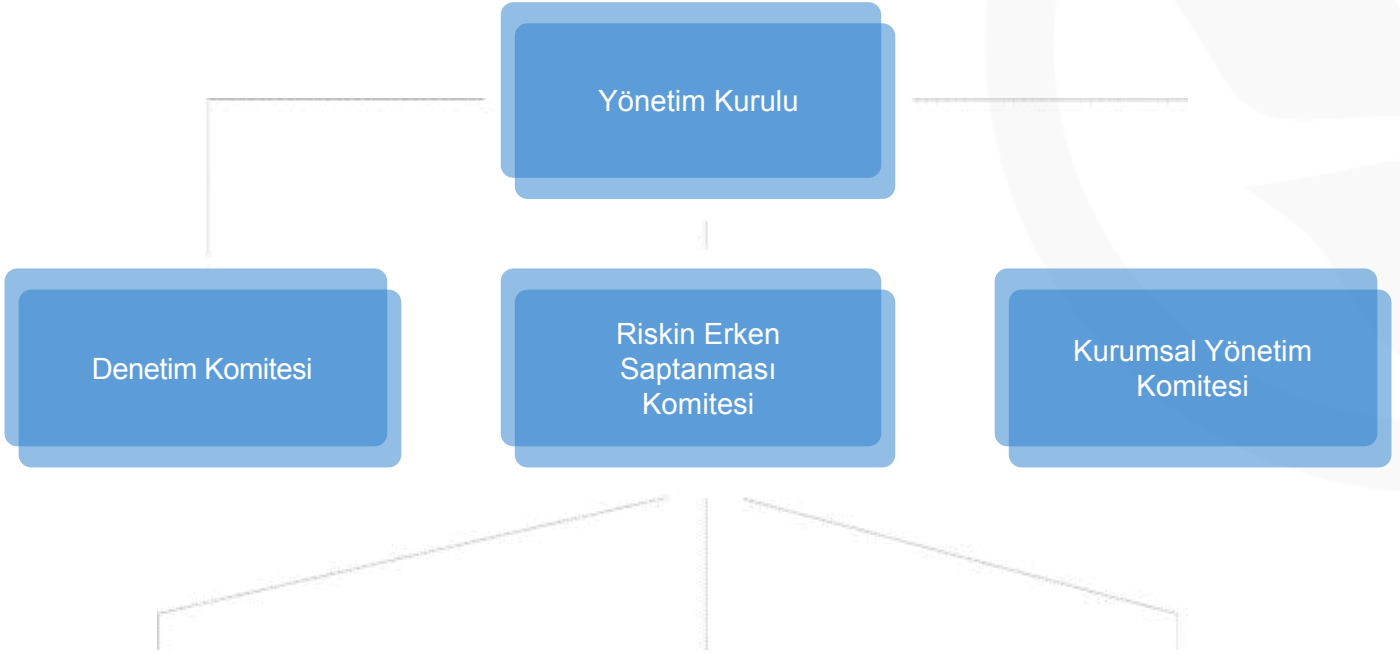 Yönetim Kurulu
Denetim Komitesi
Riskin Erken
Saptanması
Komitesi
Kurumsal Yönetim
Komitesi